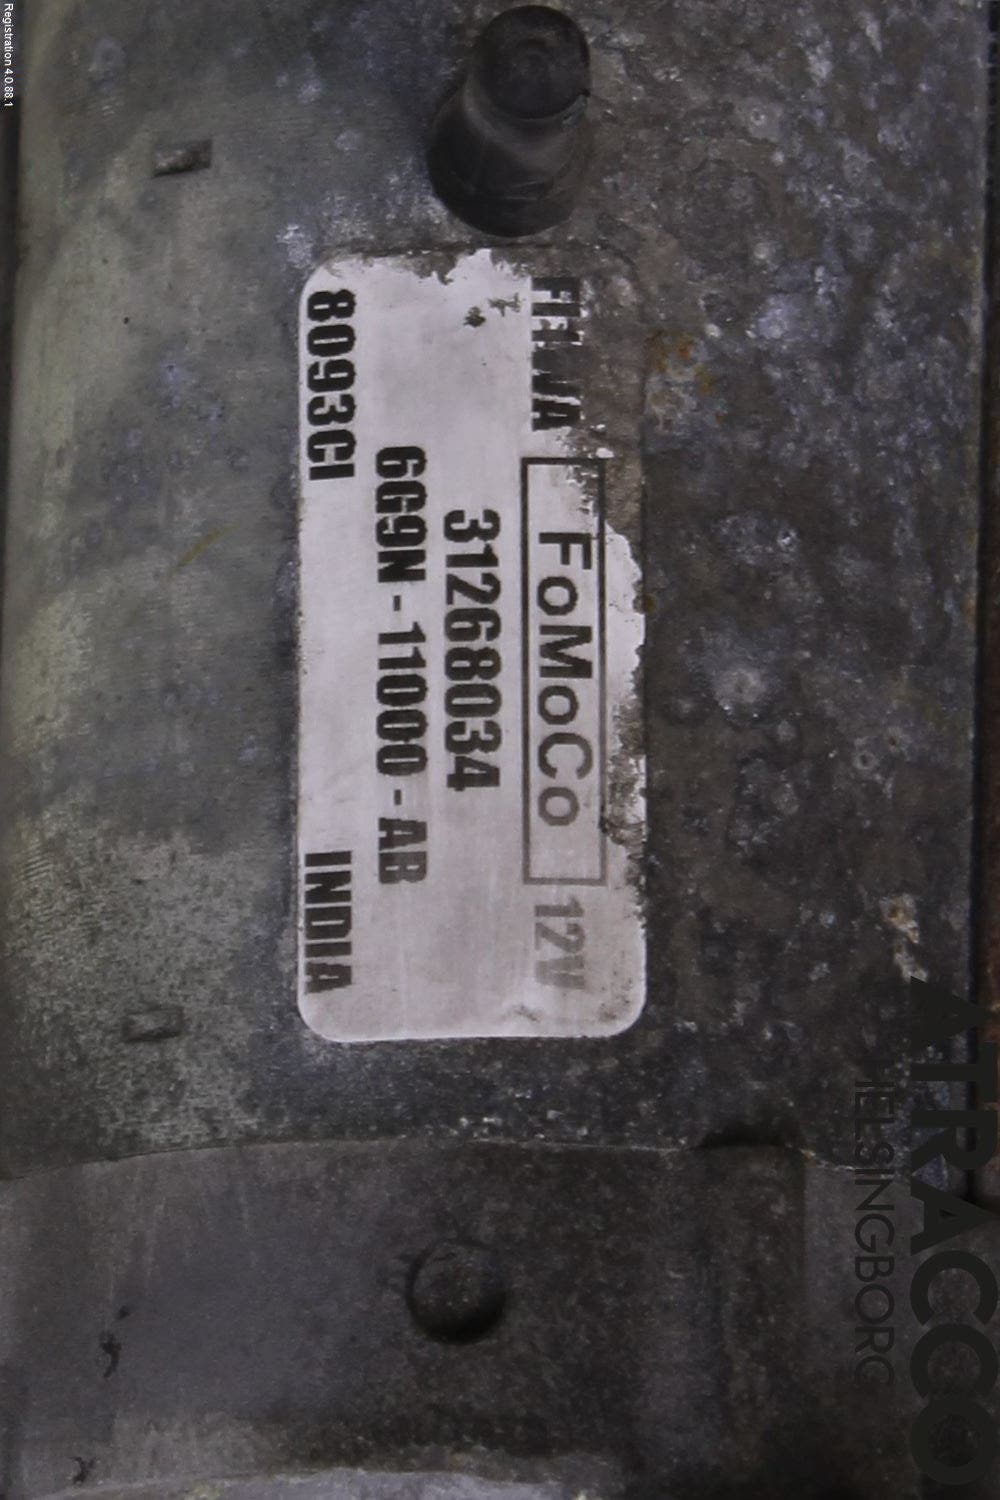 FoMoCo 12V
31268034
6G9N-11000-AB
8093CI INDIA
ATRACCO
HELSINGBORG
Registration 4.0.88.1